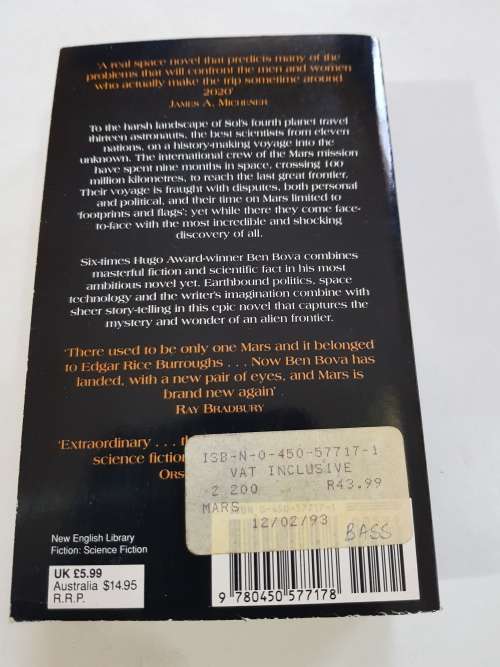 'A real space novel that predicts many of the
problems that will confront the men and women
who actually make the trip sometime around
2020'
JAMES A. MICHENER
To the harsh landscape of Sol's fourth planet travel
thirteen astronauts, the best scientists from eleven
nations, on a history-making voyage into the
unknown. The international crew of the Mars mission
have spent nine months in space, crossing 100
million kilometres, to reach the last great frontier.
Their voyage is fraught with disputes, both personal
and political, and their time on Mars limited to
'footprints and flags'; yet while there they come face-
to-face with the most incredible and shocking
discovery of all.
Six-times Hugo Award-winner Ben Bova combines
masterful fiction and scientific fact in his most
ambitious novel yet. Earthbound politics, space
technology and the writer's imagination combine with
sheer story-telling in this epic novel that captures the
mystery and wonder of an alien frontier.
'There used to be only one Mars and it belonged
to Edgar Rice Burroughs . . . Now Ben Bova has
landed, with a new pair of eyes, and Mars is
brand new again'
RAY BRADBURY
'Extraordinary . . .
science fiction
ORS
ISB-N-0-450-57717-1
VAT INCLUSIVE
2 200 R43.99
MARS
ISBN 0-450-57717-1
12/02/93
BASS
New English Library
Fiction: Science Fiction
UK £5.99
Australia $14.95
R.R.P.
9 780450 577178